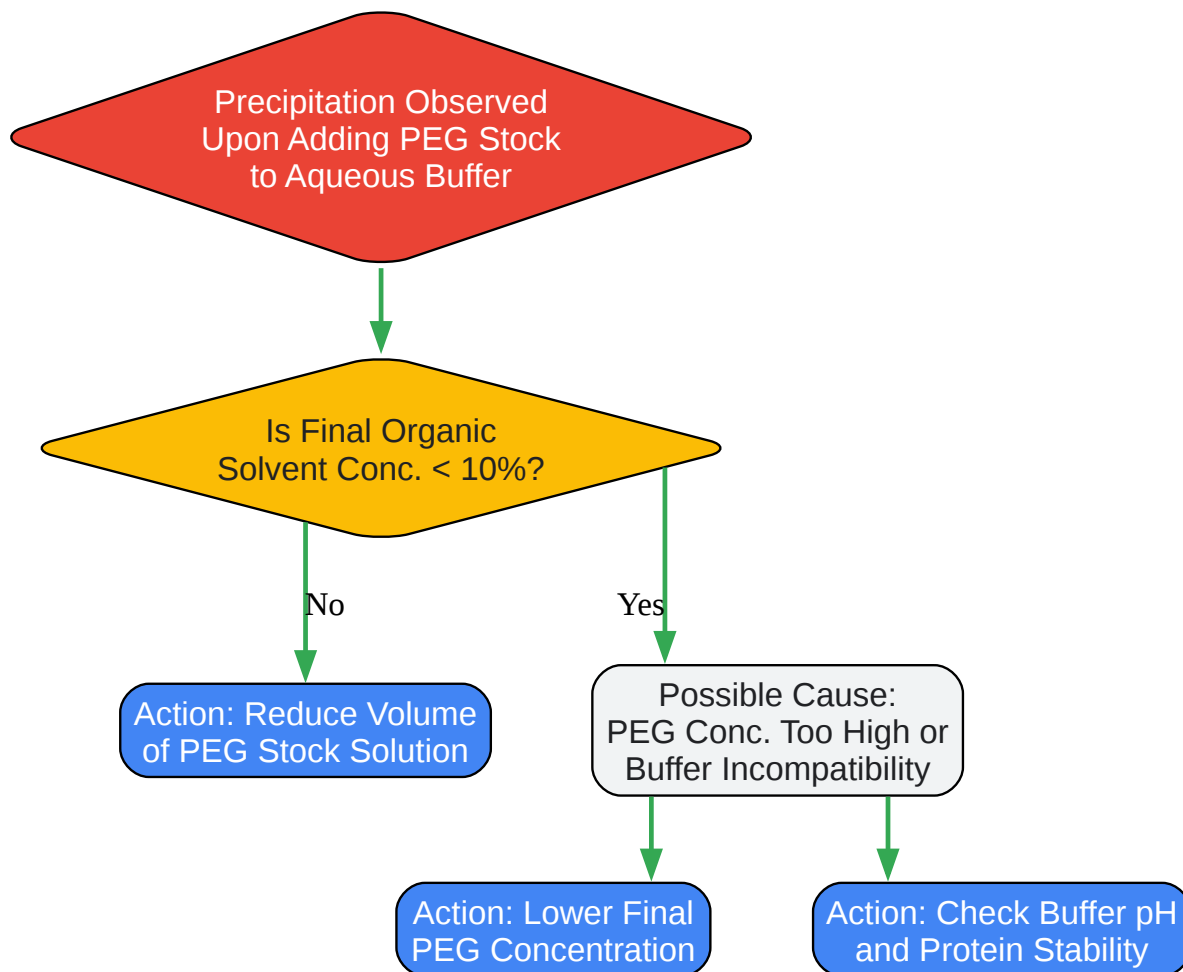 Precipitation Observed
Upon Adding PEG Stock
to Aqueous Buffer
Is Final Organic
Solvent Conc. < 10%?
No
Yes
Action: Reduce Volume
of PEG Stock Solution
Possible Cause:
PEG Conc. Too High or
Buffer Incompatibility
Action: Lower Final
PEG Concentration
Action: Check Buffer pH
and Protein Stability